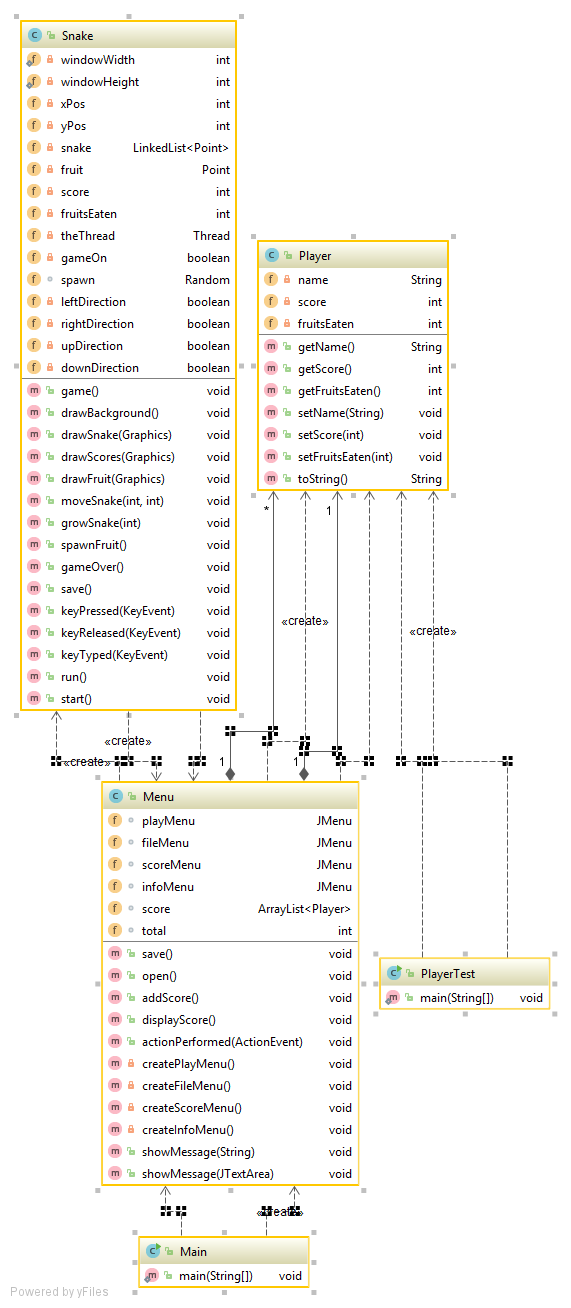 Snake
windowWidth int
windowHeight int
xPos int
yPos int
snake LinkedList<Point>
fruit Point
score int
fruitsEaten int
theThread Thread
gameOn boolean
spawn Random
leftDirection boolean
rightDirection boolean
upDirection boolean
downDirection boolean
game() void
drawBackground() void
drawSnake(Graphics) void
drawScores(Graphics) void
drawFruit(Graphics) void
moveSnake(int, int) void
growSnake(int) void
spawnFruit() void
gameOver() void
save() void
keyPressed(KeyEvent) void
keyReleased(KeyEvent) void
keyTyped(KeyEvent) void
run() void
start() void
Player
name String
score int
fruitsEaten int
getName() String
getScore() int
getFruitsEaten() int
setName(String) void
setScore(int) void
setFruitsEaten(int) void
toString() String
* 1
«create»
«create»
«create»
«create»
1 1
Menu
playMenu JMenu
fileMenu JMenu
scoreMenu JMenu
infoMenu JMenu
score ArrayList<Player>
total int
save() void
open() void
addScore() void
displayScore() void
actionPerformed(ActionEvent) void
createPlayMenu() void
createFileMenu() void
createScoreMenu() void
createInfoMenu() void
showMessage(String) void
showMessage(JTextArea) void
PlayerTest
main(String[]) void
«create»
Main
main(String[]) void
Powered by yFiles